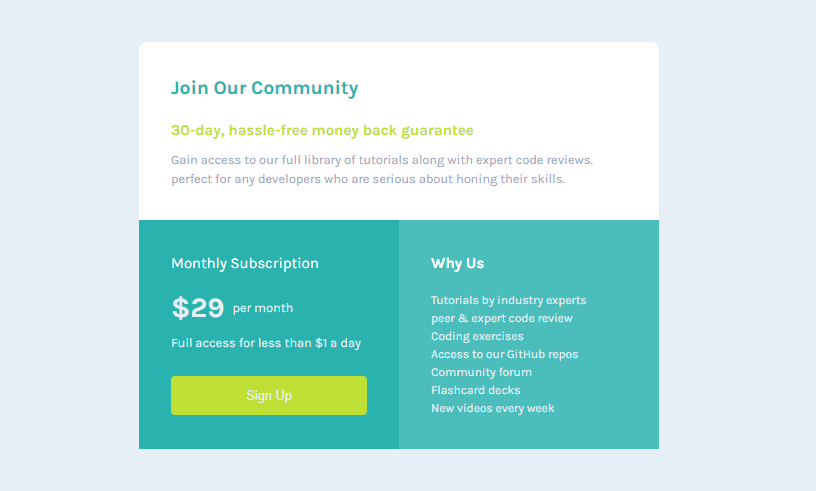 Join Our Community
30-day, hassle-free money back guarantee
Gain access to our full library of tutorials along with expert code reviews.
perfect for any developers who are serious about honing their skills.
Monthly Subscription
$29 per month
Full access for less than $1 a day
Sign Up
Why Us
Tutorials by industry experts
peer & expert code review
Coding exercises
Access to our GitHub repos
Community forum
Flashcard decks
New videos every week